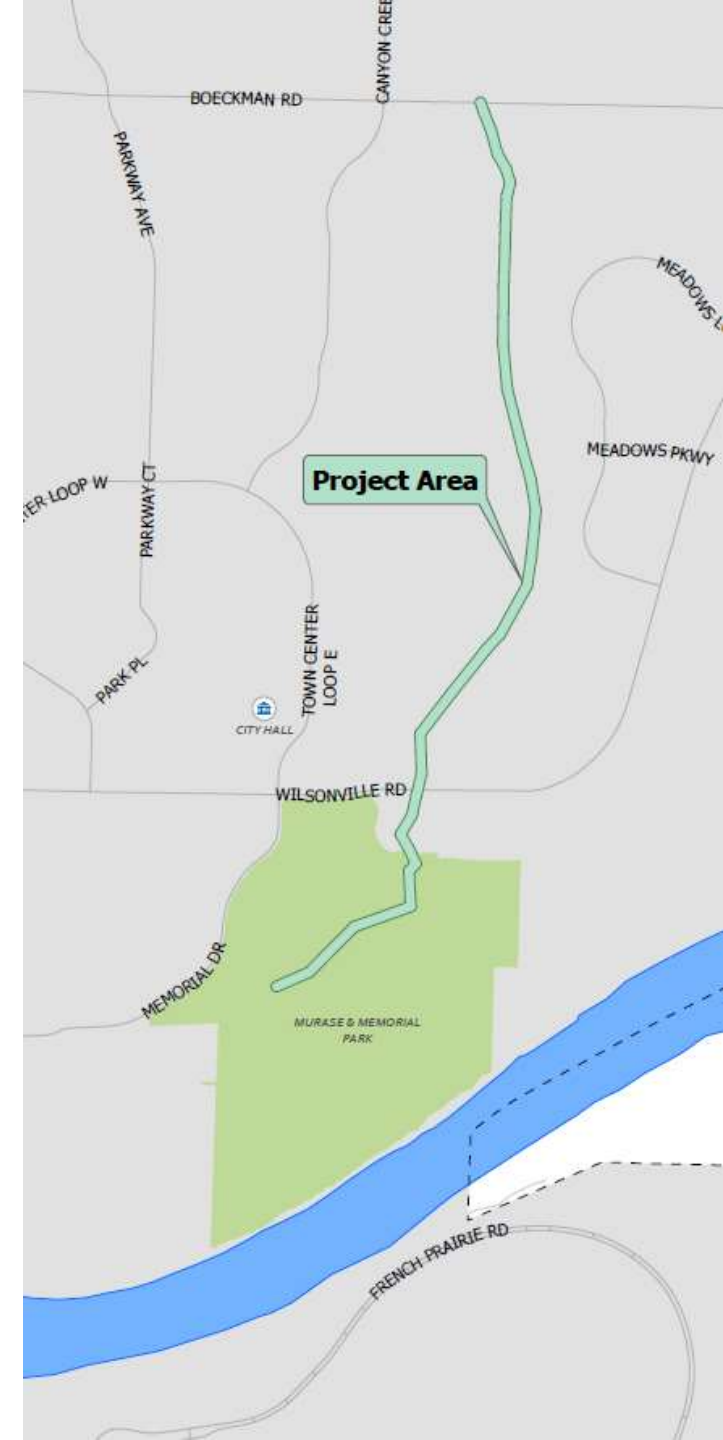 CANYON CREE
BOECKMAN RD
PARKWAY AVE
MEADOWS L
MEADOWS PKWY
Project Area
ER LOOP W
PARKWAY CT
TOWN CENTER
LOOP E
PARK PL
CITY HALL
WILSONVILLE RD
MEMORIAL DR
MURASE & MEMORIAL
PARK
FRENCH PRAIRIE RD